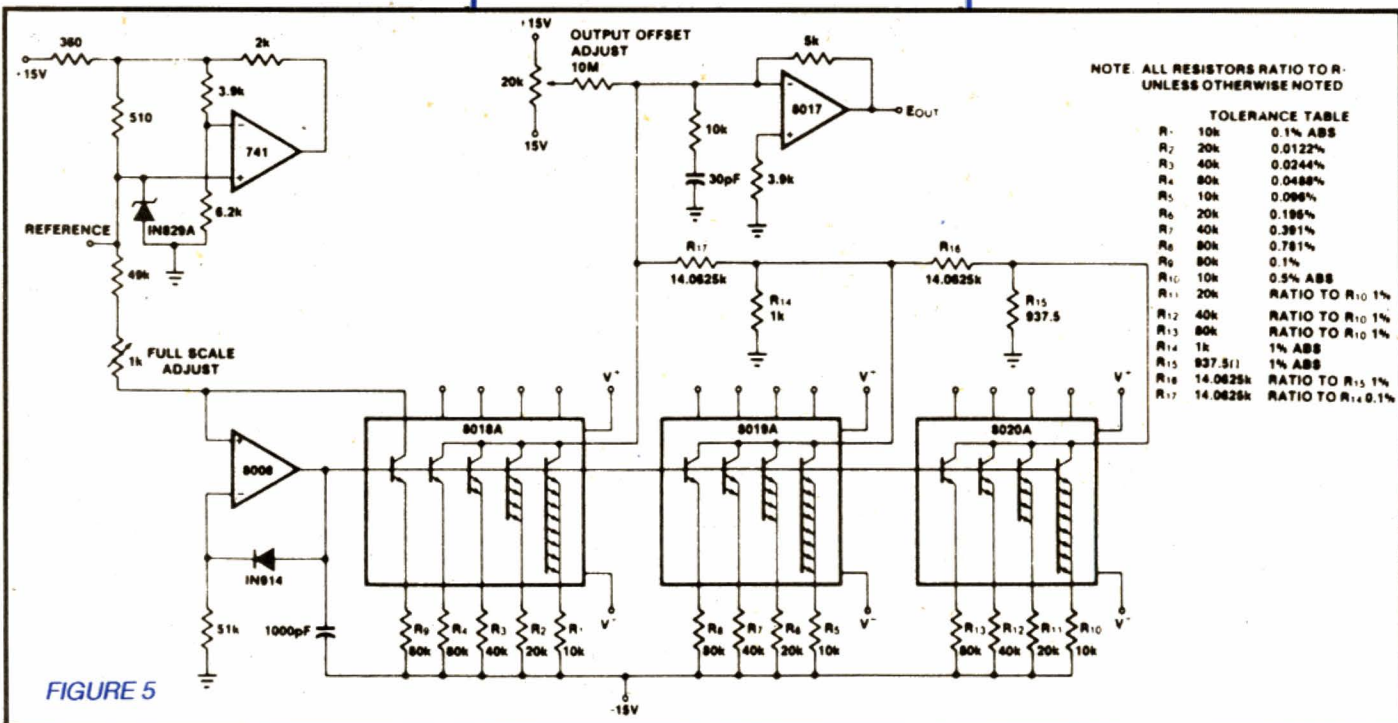 360
-15V
2k
510
3.9k
741
-
+
6.2k
IN829A
REFERENCE
49k
1k
FULL SCALE
ADJUST
+15V
20k
15V
OUTPUT OFFSET
ADJUST
10M
5k
10k
30pF
8017
-
+
EOUT
3.9k
R17
14.0625k
R16
14.0625k
R14
1k
R15
937.5
NOTE. ALL RESISTORS RATIO TO R1
UNLESS OTHERWISE NOTED
TOLERANCE TABLE
R1 10k 0.1% ABS
R2 20k 0.0122%
R3 40k 0.0244%
R4 80k 0.0488%
R5 10k 0.098%
R6 20k 0.195%
R7 40k 0.391%
R8 80k 0.781%
R9 80k 0.1%
R10 10k 0.5% ABS
R11 20k RATIO TO R10 1%
R12 40k RATIO TO R10 1%
R13 80k RATIO TO R10 1%
R14 1k 1% ABS
R15 937.5Ω 1% ABS
R16 14.0625k RATIO TO R15 1%
R17 14.0625k RATIO TO R14 0.1%
8008
+
-
IN914
51k
1000pF
8018A
V+
V-
8019A
V+
V-
8020A
V+
V-
R9
80k
R4
80k
R3
40k
R2
20k
R1
10k
R8
80k
R7
40k
R6
20k
R5
10k
R13
80k
R12
40k
R11
20k
R10
10k
-15V
FIGURE 5